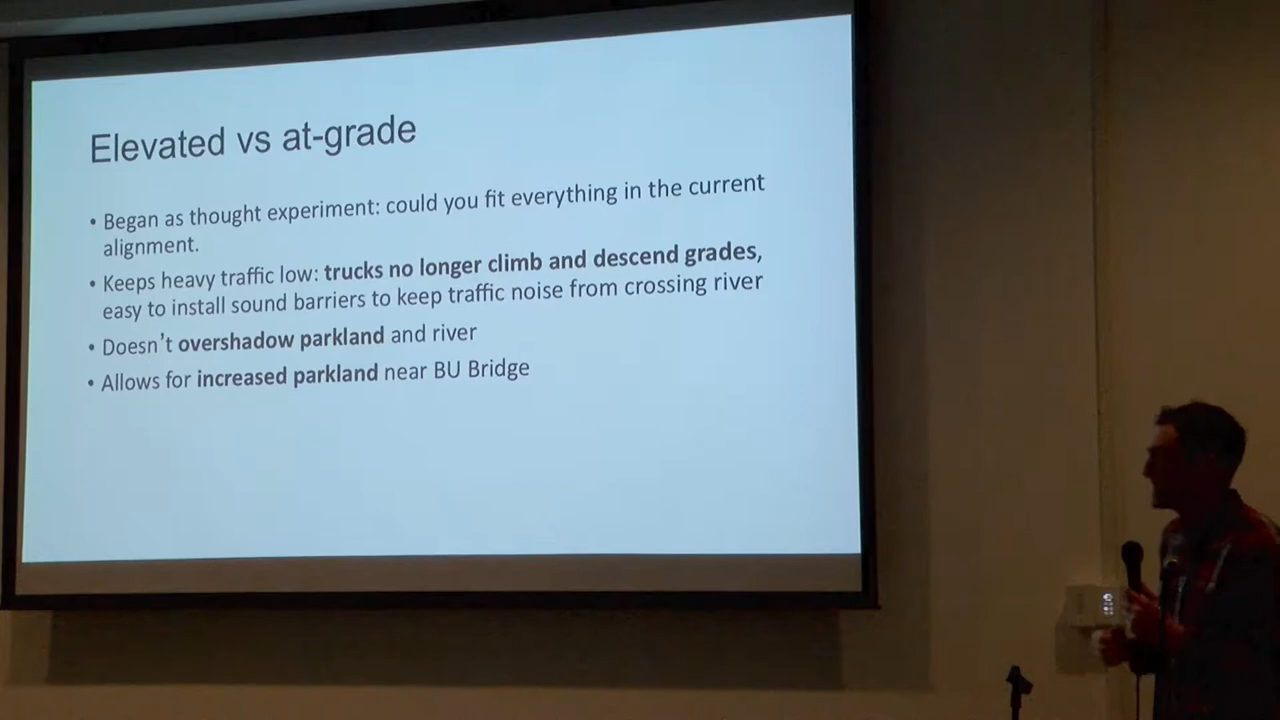 Elevated vs at-grade
• Began as thought experiment: could you fit everything in the current
alignment.
• Keeps heavy traffic low: trucks no longer climb and descend grades,
easy to install sound barriers to keep traffic noise from crossing river
• Doesn't overshadow parkland and river
• Allows for increased parkland near BU Bridge